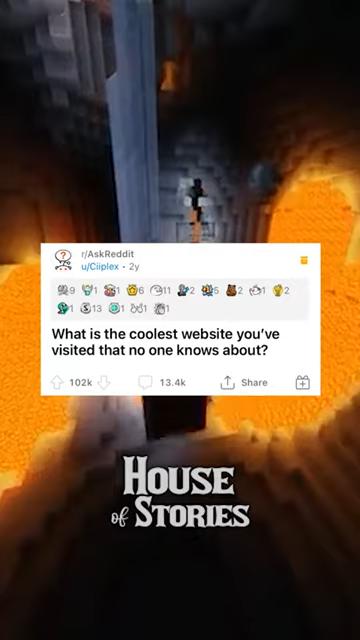 r/AskReddit
u/Ciiplex · 2y
9 1 1 6 11 2 5 2 1 2
1 13 1 1 1
What is the coolest website you've
visited that no one knows about?
102k 13.4k Share
HOUSE
of STORIES